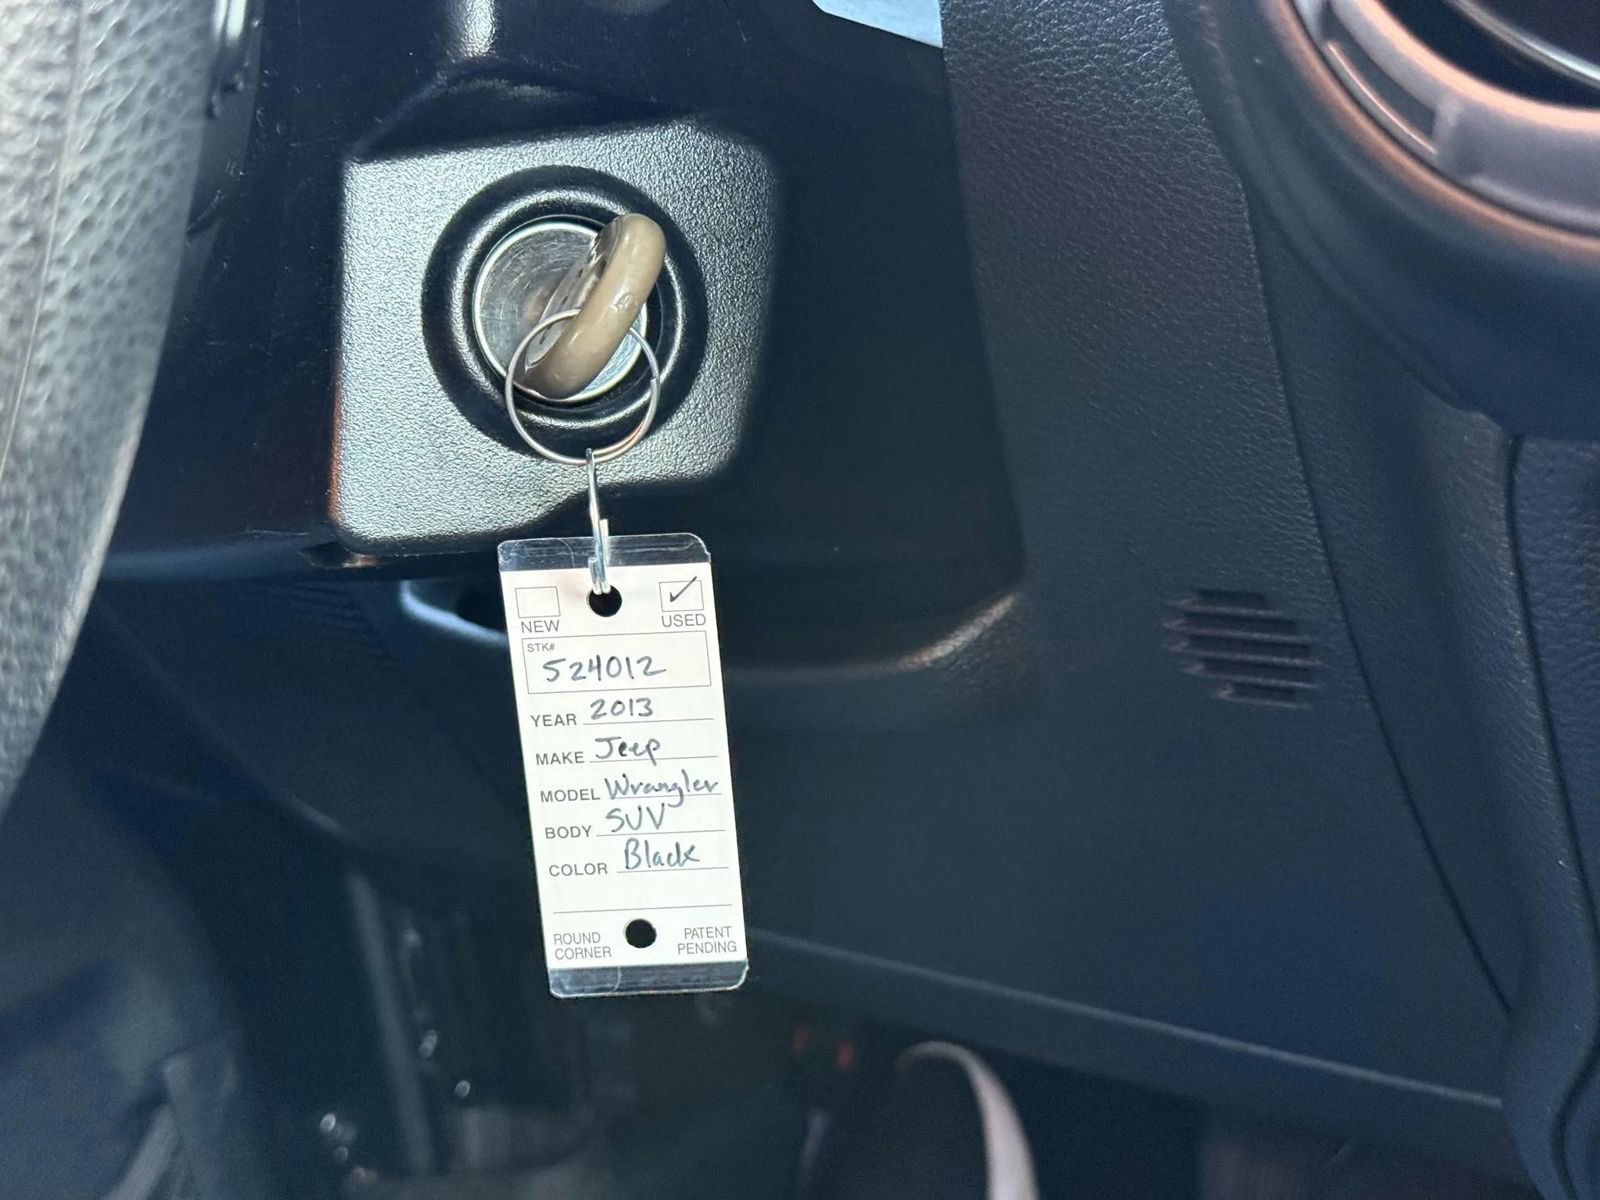 NEW USED
STK#
524012
YEAR 2013
MAKE Jeep
MODEL Wrangler
BODY SUV
COLOR Black
ROUND CORNER PATENT PENDING